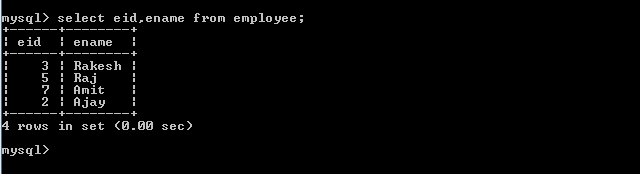 mysql> select eid,ename from employee;
+------+--------+
¦ eid  ¦ ename  ¦
+------+--------+
¦    3 ¦ Rakesh ¦
¦    5 ¦ Raj    ¦
¦    7 ¦ Amit   ¦
¦    2 ¦ Ajay   ¦
+------+--------+
4 rows in set (0.00 sec)
mysql>